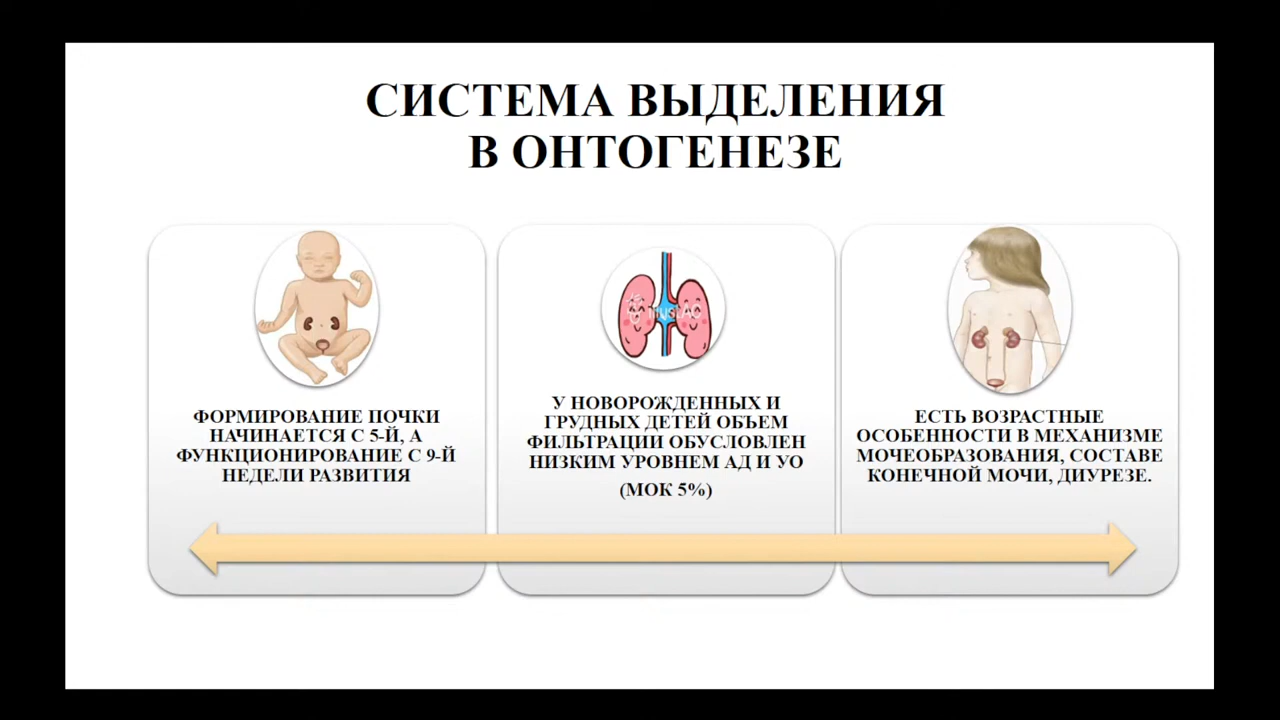 СИСТЕМА ВЫДЕЛЕНИЯ
В ОНТОГЕНЕЗЕ
ФОРМИРОВАНИЕ ПОЧКИ
НАЧИНАЕТСЯ С 5-Й, А
ФУНКЦИОНИРОВАНИЕ С 9-Й
НЕДЕЛИ РАЗВИТИЯ
У НОВОРОЖДЕННЫХ И
ГРУДНЫХ ДЕТЕЙ ОБЪЕМ
ФИЛЬТРАЦИИ ОБУСЛОВЛЕН
НИЗКИМ УРОВНЕМ АД И УО
(МОК 5%)
ЕСТЬ ВОЗРАСТНЫЕ
ОСОБЕННОСТИ В МЕХАНИЗМЕ
МОЧЕОБРАЗОВАНИЯ, СОСТАВЕ
КОНЕЧНОЙ МОЧИ, ДИУРЕЗЕ.